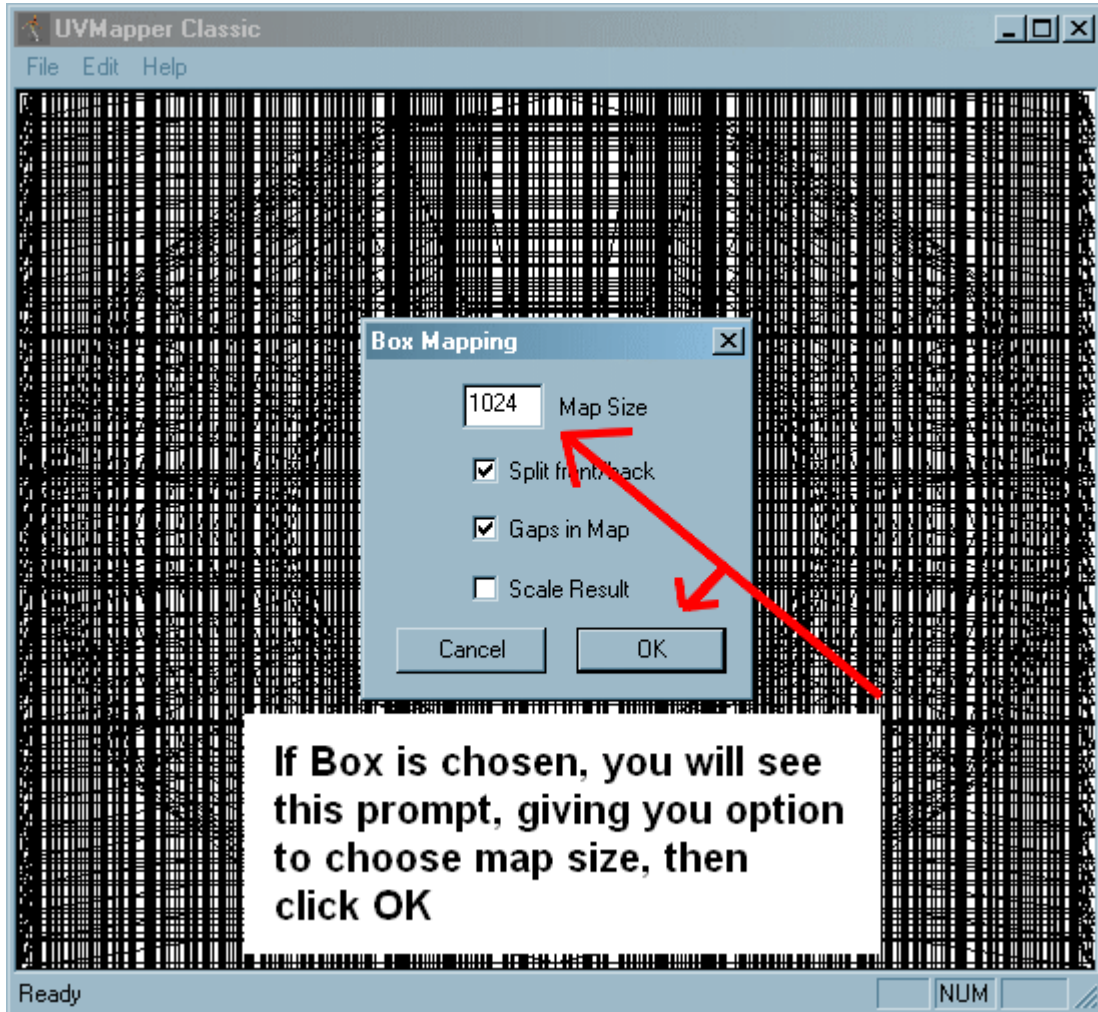 UVMapper Classic
File Edit Help
Box Mapping
1024 Map Size
Split front/back
Gaps in Map
Scale Result
Cancel OK
If Box is chosen, you will see
this prompt, giving you option
to choose map size, then
click OK
Ready NUM